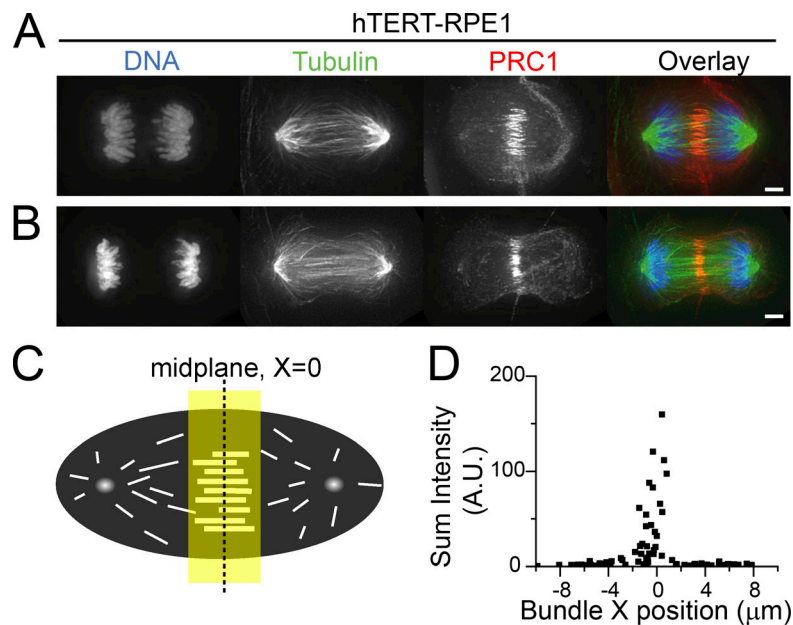 A
hTERT-RPE1
DNA Tubulin PRC1 Overlay
B
C
midplane, X=0
D
200
100
0
Sum Intensity
(A.U.)
-8 -4 0 4 8
Bundle X position (μm)